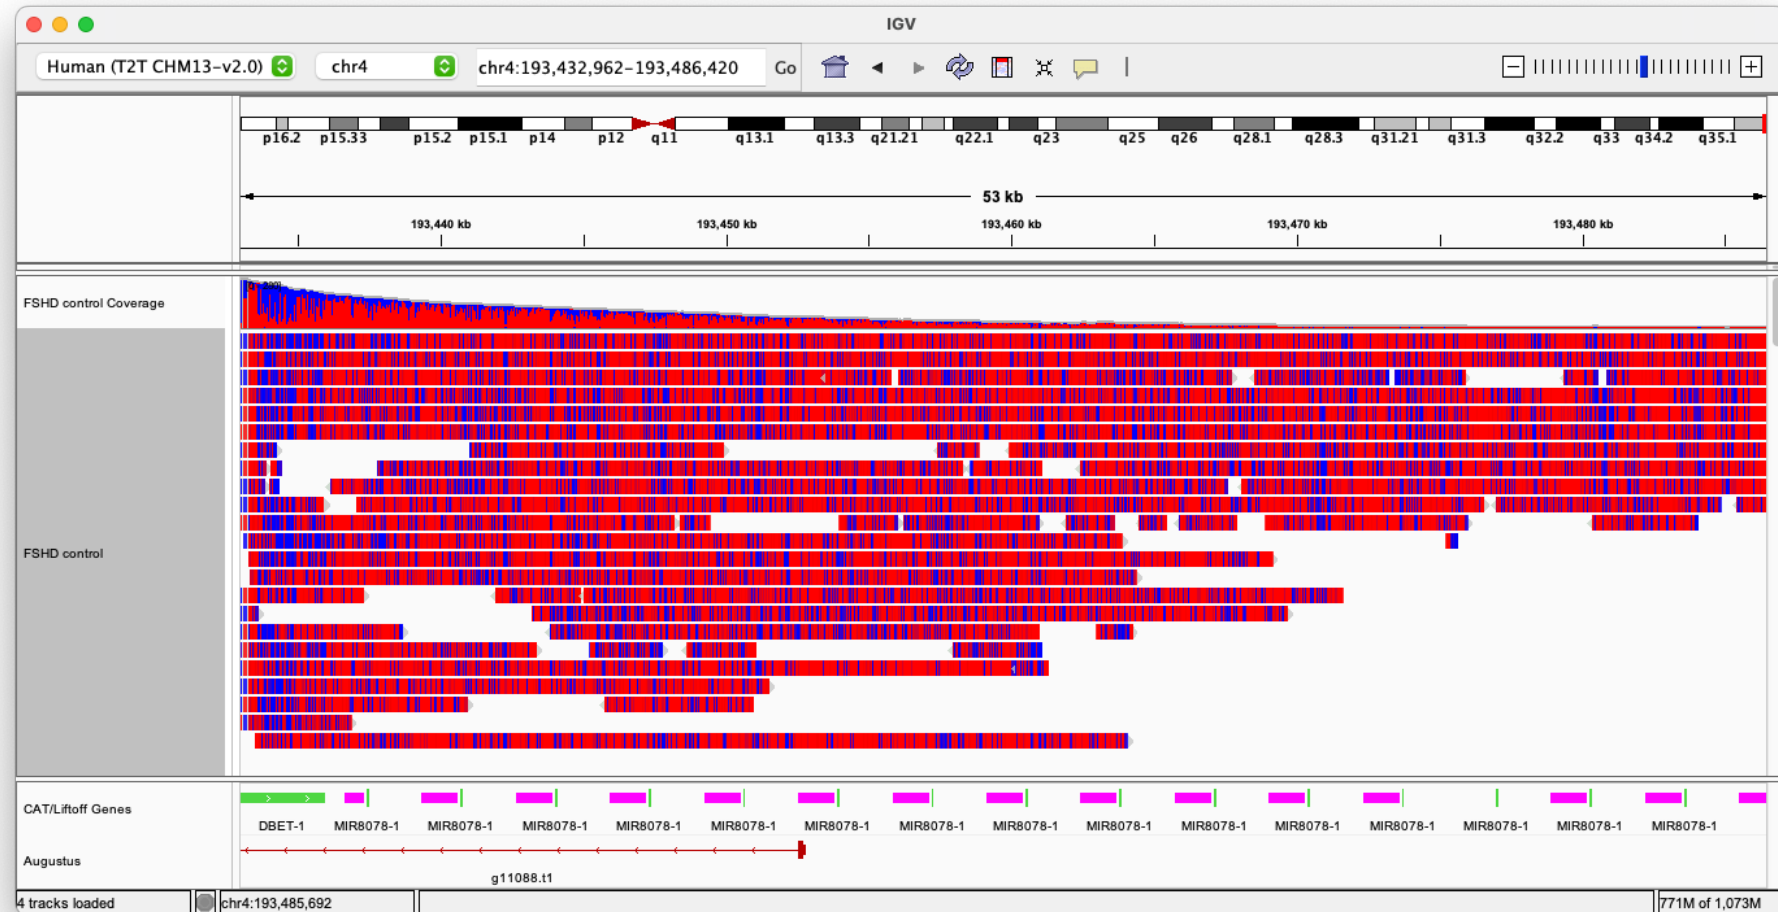 IGV
Human (T2T CHM13-v2.0) chr4 chr4:193,432,962-193,486,420 Go
p16.2 p15.33 p15.2 p15.1 p14 p12 q11 q13.1 q13.3 q21.21 q22.1 q23 q25 q26 q28.1 q28.3 q31.21 q31.3 q32.2 q33 q34.2 q35.1
53 kb
193,440 kb 193,450 kb 193,460 kb 193,470 kb 193,480 kb
FSHD control Coverage
FSHD control
CAT/Liftoff Genes
DBET-1 MIR8078-1 MIR8078-1 MIR8078-1 MIR8078-1 MIR8078-1 MIR8078-1 MIR8078-1 MIR8078-1 MIR8078-1 MIR8078-1 MIR8078-1 MIR8078-1 MIR8078-1 MIR8078-1 MIR8078-1
Augustus
g11088.t1
4 tracks loaded chr4:193,485,692 771M of 1,073M